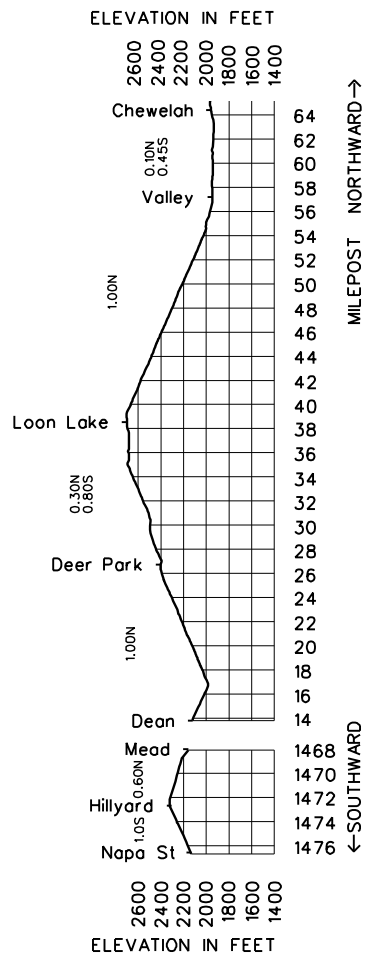 ELEVATION IN FEET
2600 2400 2200 2000 1800 1600 1400
Chewelah
64
62
0.10N
0.45S
60
58
Valley
56
54
52
50
1.00N
48
46
44
42
40
Loon Lake
38
36
34
0.30N
0.80S
32
30
28
Deer Park
26
24
22
1.00N
20
18
16
Dean
14
MILEPOST NORTHWARD→
Mead
1468
0.60N
1470
1472
Hillyard
1.0S
1474
Napa St
1476
←SOUTHWARD
2600 2400 2200 2000 1800 1600 1400
ELEVATION IN FEET